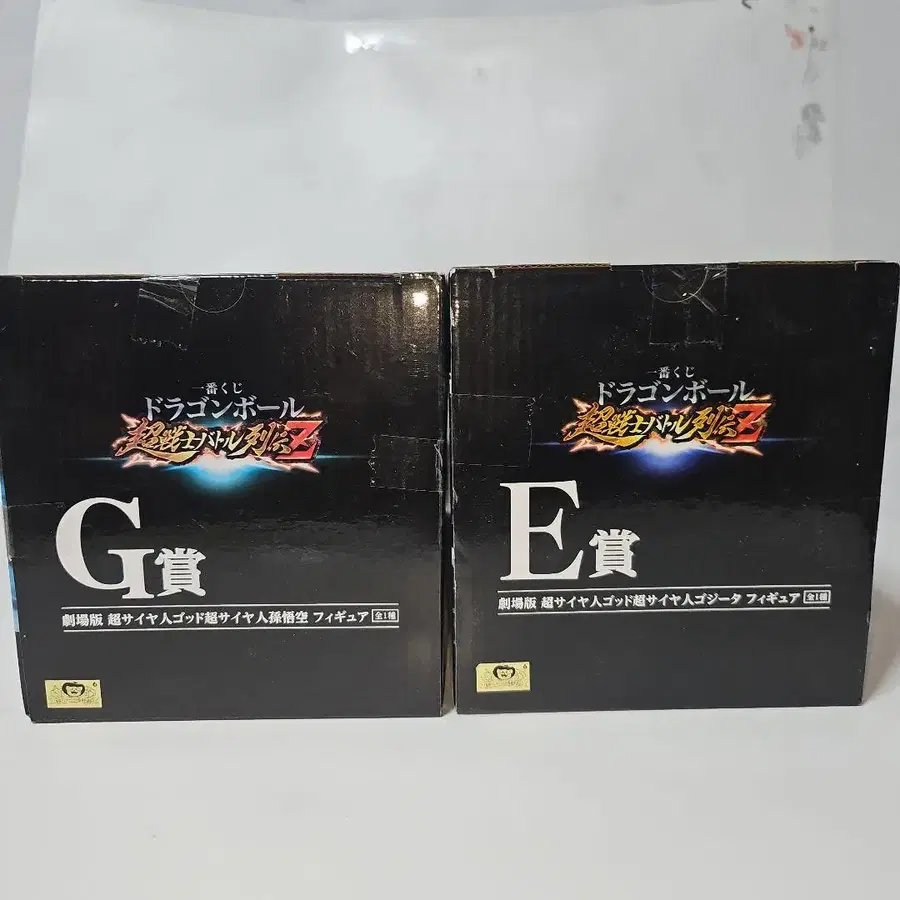 一番くじ
ドラゴンボール
超戦士バトル列伝Z
G賞
劇場版 超サイヤ人ゴッド超サイヤ人孫悟空 フィギュア 全1種
6
一番くじ
ドラゴンボール
超戦士バトル列伝Z
E賞
劇場版 超サイヤ人ゴッド超サイヤ人ゴジータ フィギュア 全1種
6